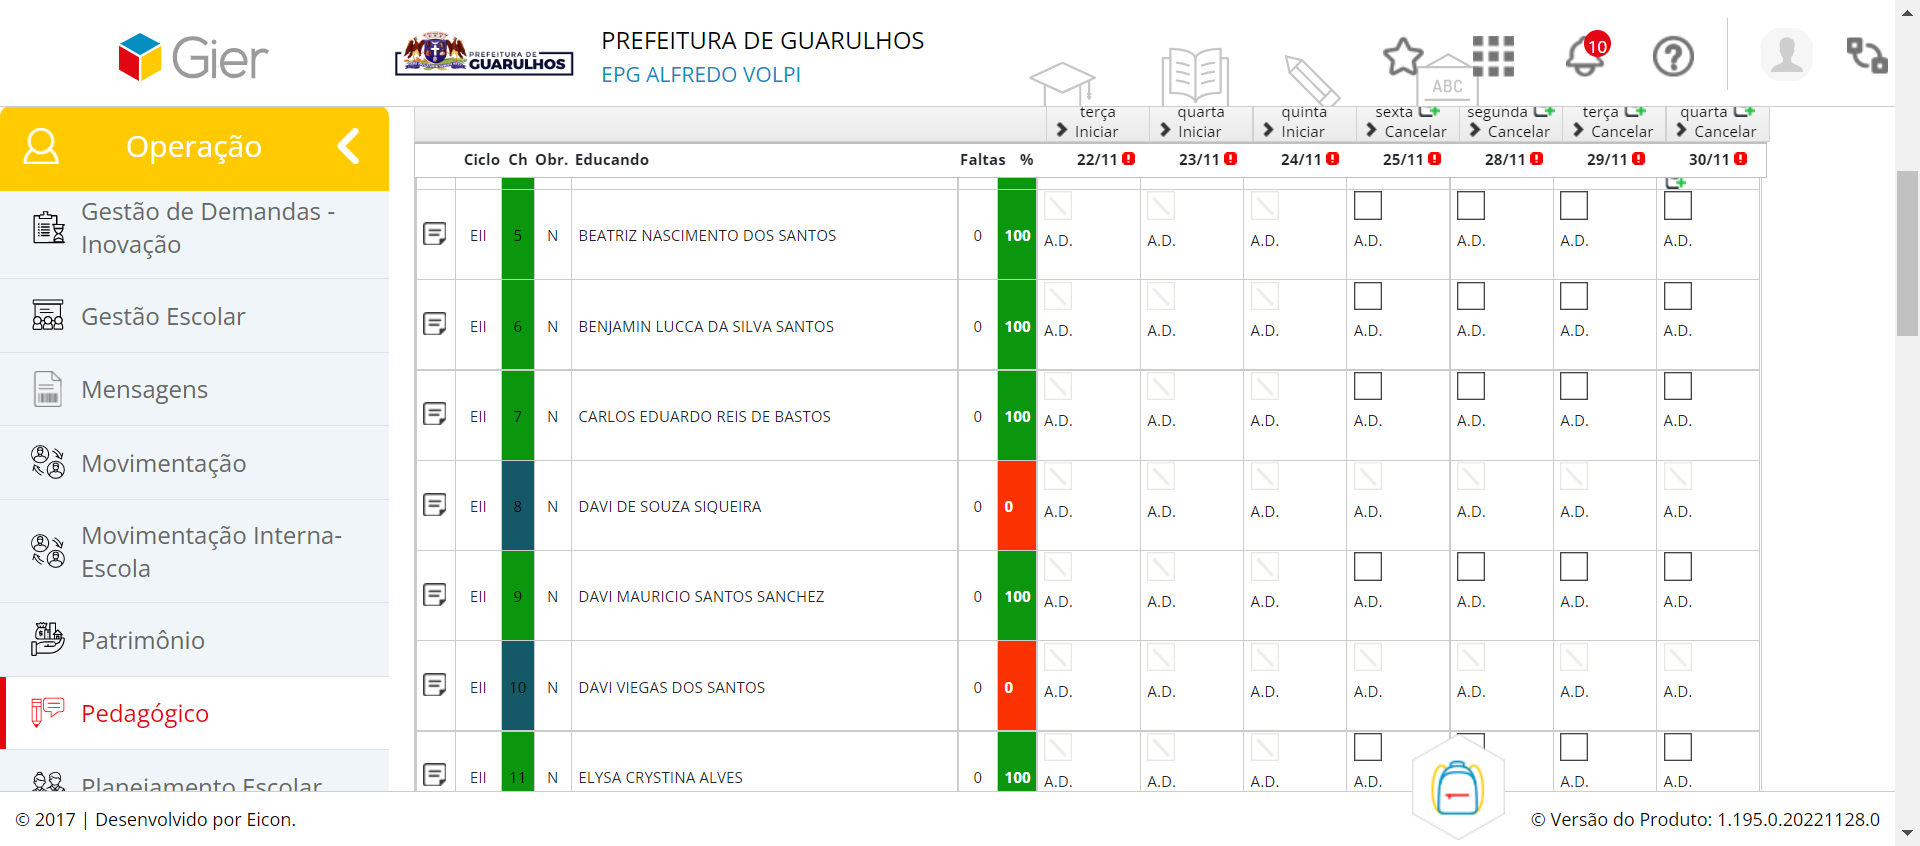 Gier
PREFEITURA DE
GUARULHOS
PREFEITURA DE GUARULHOS
EPG ALFREDO VOLPI
ABC
10
Operação
Gestão de Demandas -
Inovação
Gestão Escolar
Mensagens
Movimentação
Movimentação Interna-
Escola
Patrimônio
Pedagógico
Planejamento Escolar
terça quarta quinta sexta segunda terça quarta
Iniciar Iniciar Iniciar Cancelar Cancelar Cancelar Cancelar
Ciclo Ch Obr. Educando Faltas % 22/11 23/11 24/11 25/11 28/11 29/11 30/11
EII 5 N BEATRIZ NASCIMENTO DOS SANTOS 0 100 A.D. A.D. A.D. A.D. A.D. A.D. A.D.
EII 6 N BENJAMIN LUCCA DA SILVA SANTOS 0 100 A.D. A.D. A.D. A.D. A.D. A.D. A.D.
EII 7 N CARLOS EDUARDO REIS DE BASTOS 0 100 A.D. A.D. A.D. A.D. A.D. A.D. A.D.
EII 8 N DAVI DE SOUZA SIQUEIRA 0 0 A.D. A.D. A.D. A.D. A.D. A.D. A.D.
EII 9 N DAVI MAURICIO SANTOS SANCHEZ 0 100 A.D. A.D. A.D. A.D. A.D. A.D. A.D.
EII 10 N DAVI VIEGAS DOS SANTOS 0 0 A.D. A.D. A.D. A.D. A.D. A.D. A.D.
EII 11 N ELYSA CRYSTINA ALVES 0 100 A.D. A.D. A.D. A.D. A.D. A.D.
© 2017 | Desenvolvido por Eicon.
© Versão do Produto: 1.195.0.20221128.0